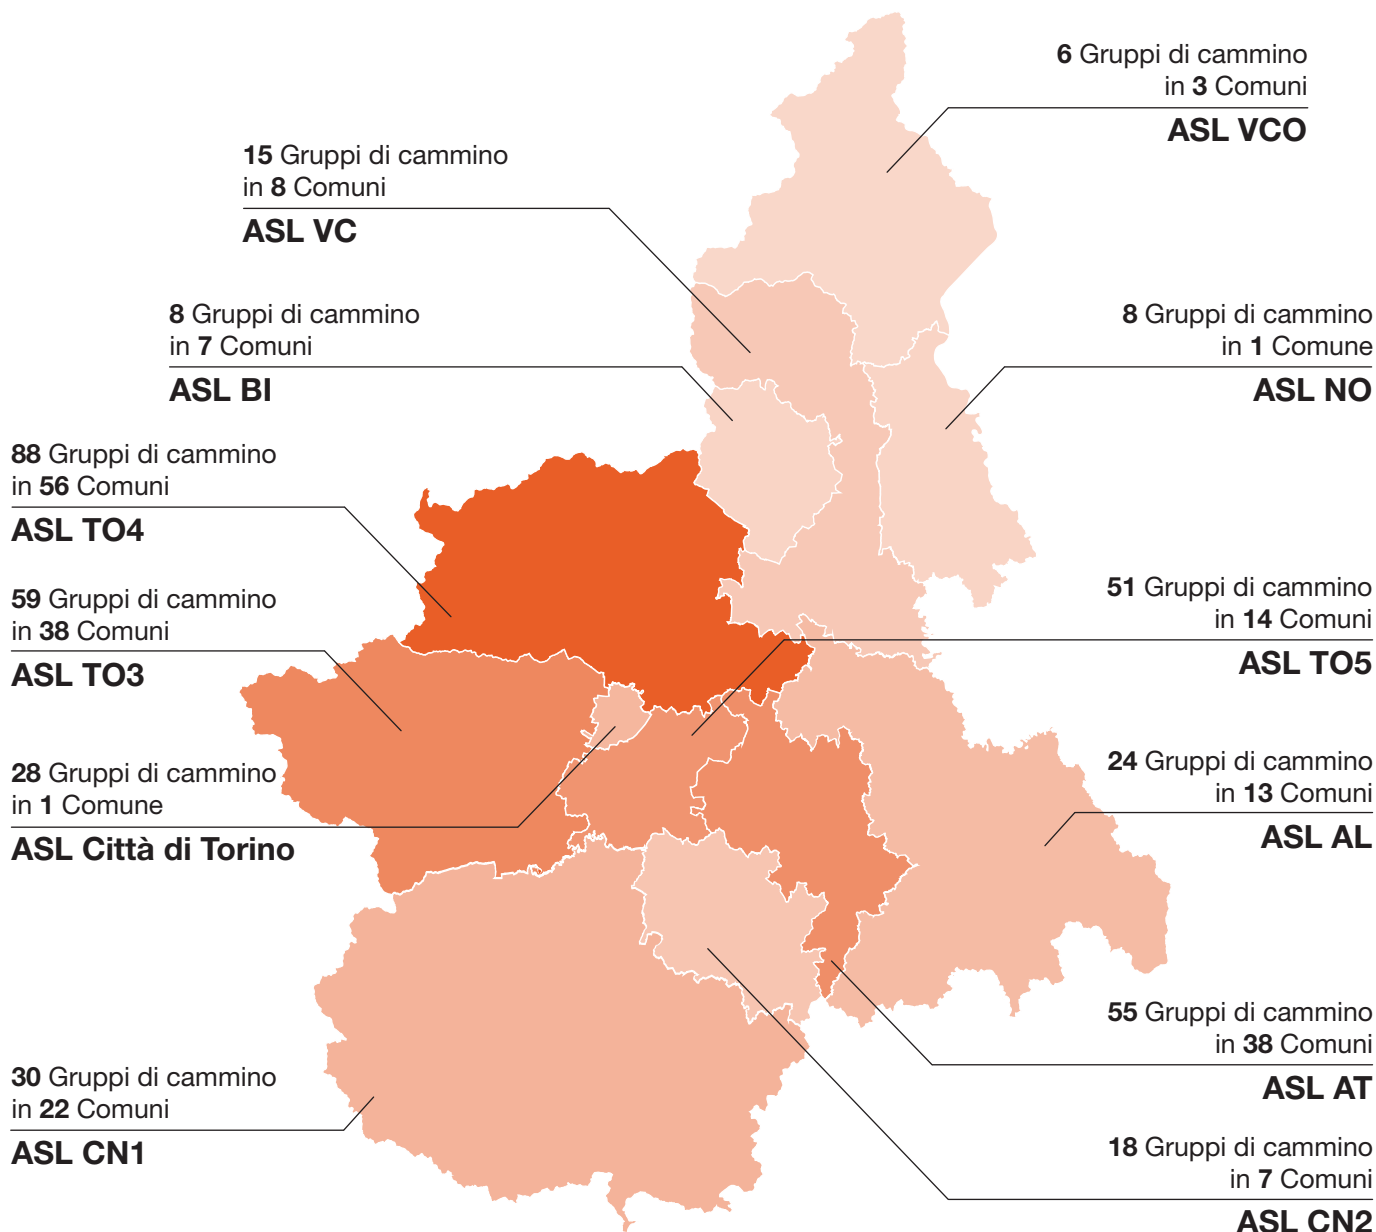 6 Gruppi di cammino
in 3 Comuni
ASL VCO
15 Gruppi di cammino
in 8 Comuni
ASL VC
8 Gruppi di cammino
in 7 Comuni
ASL BI
8 Gruppi di cammino
in 1 Comune
ASL NO
88 Gruppi di cammino
in 56 Comuni
ASL TO4
59 Gruppi di cammino
in 38 Comuni
ASL TO3
51 Gruppi di cammino
in 14 Comuni
ASL TO5
28 Gruppi di cammino
in 1 Comune
ASL Città di Torino
24 Gruppi di cammino
in 13 Comuni
ASL AL
55 Gruppi di cammino
in 38 Comuni
ASL AT
30 Gruppi di cammino
in 22 Comuni
ASL CN1
18 Gruppi di cammino
in 7 Comuni
ASL CN2